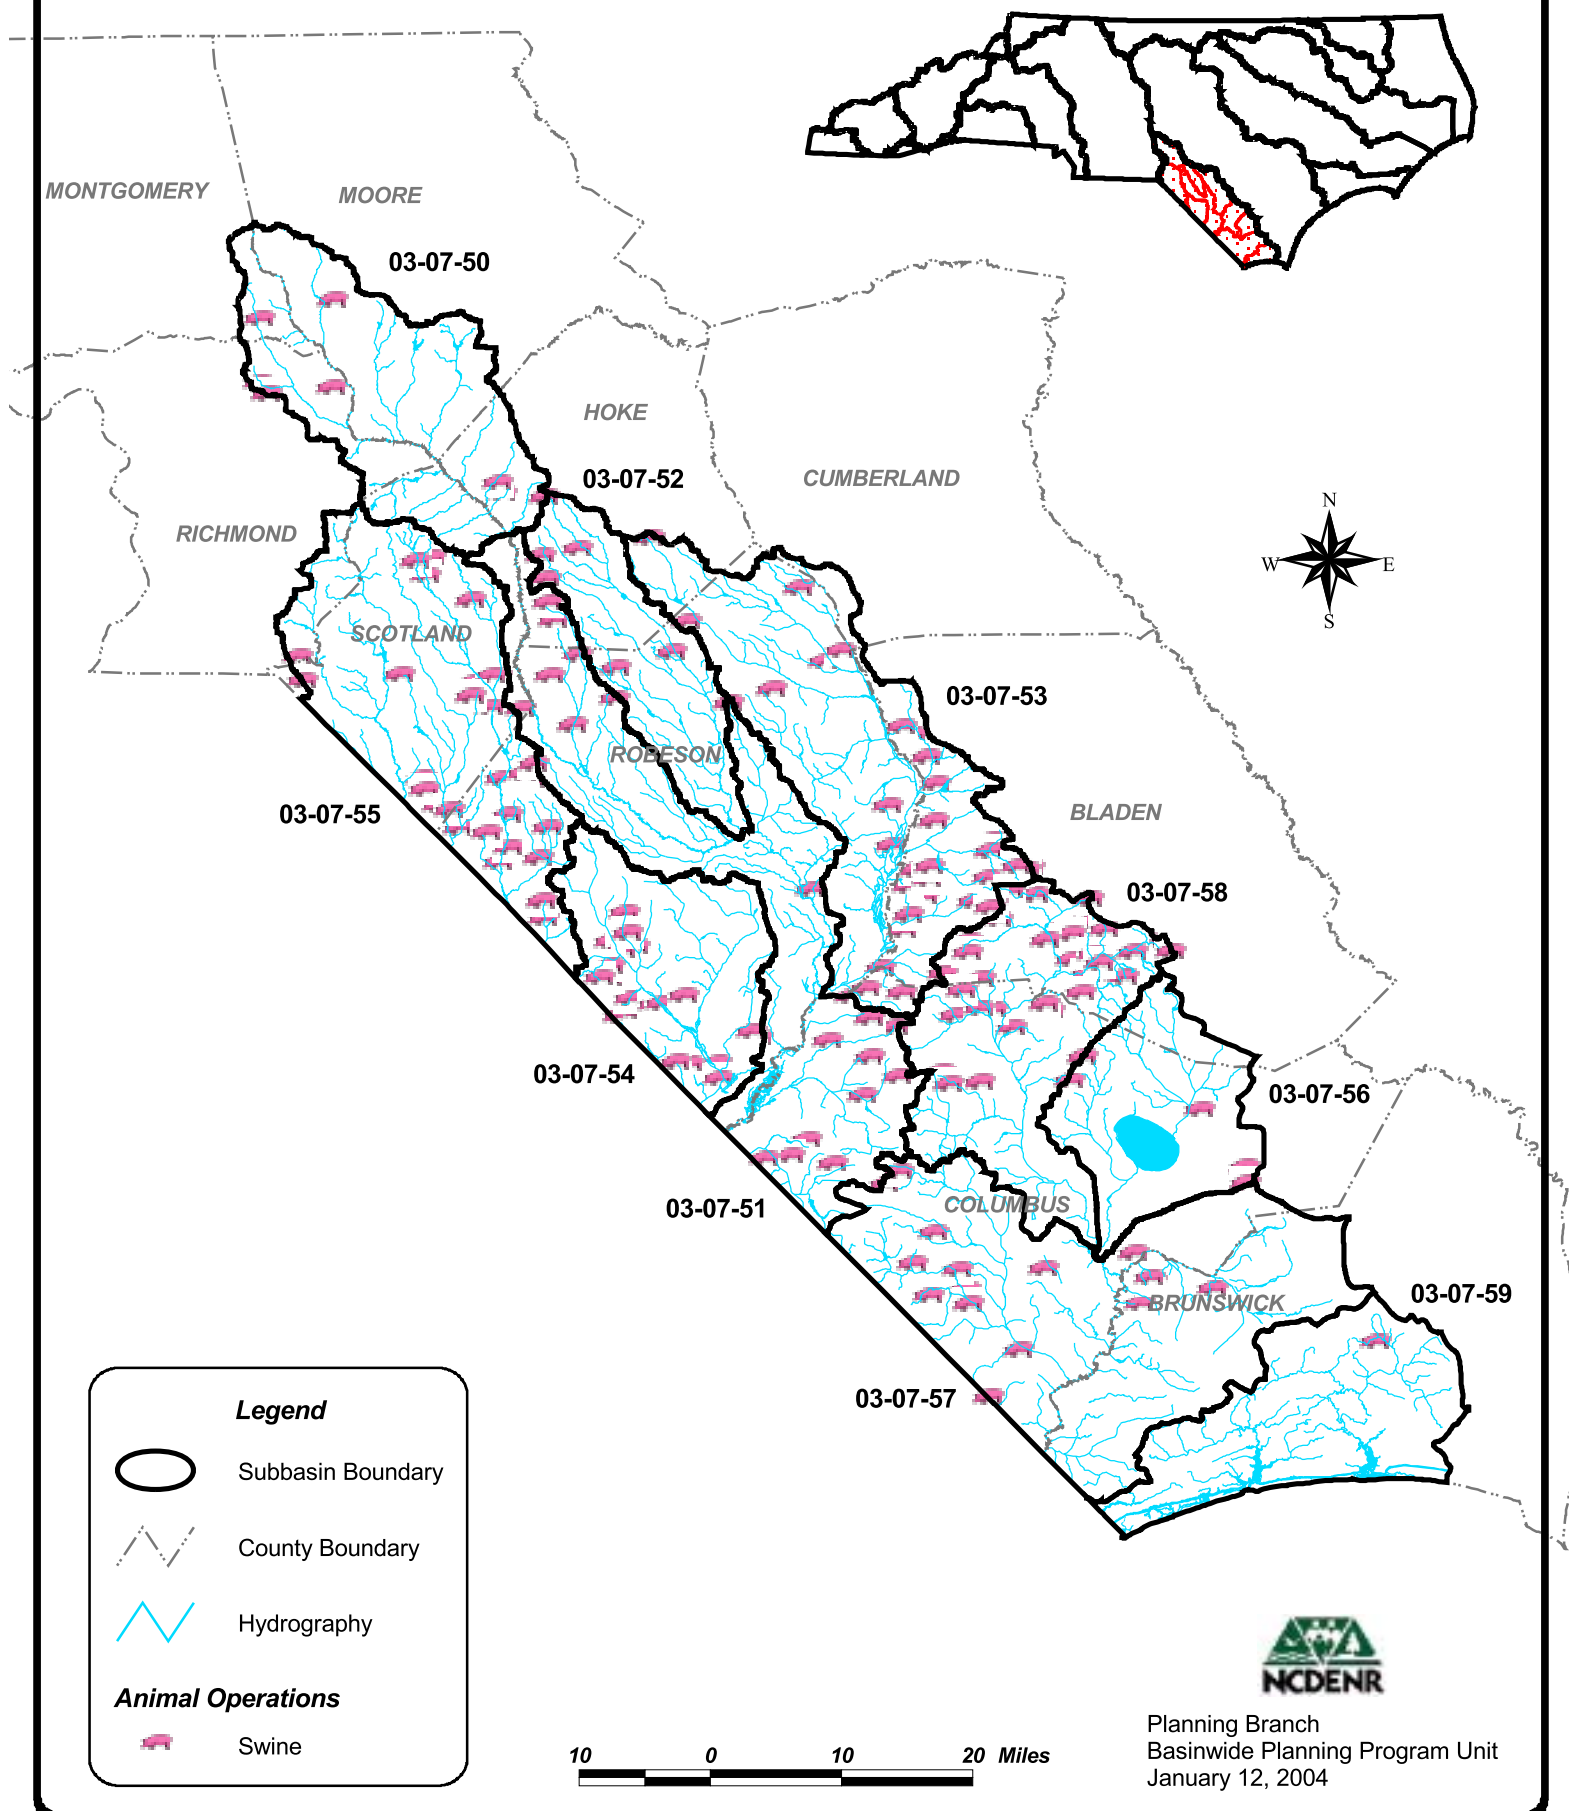 MONTGOMERY
MOORE
03-07-50
HOKE
03-07-52
CUMBERLAND
RICHMOND
N
W
E
S
SCOTLAND
03-07-53
ROBESON
03-07-55
BLADEN
03-07-58
03-07-54
03-07-56
03-07-51
COLUMBUS
BRUNSWICK
03-07-59
03-07-57
Legend
Subbasin Boundary
County Boundary
Hydrography
Animal Operations
Swine
10 0 10 20 Miles
NCDENR
Planning Branch
Basinwide Planning Program Unit
January 12, 2004